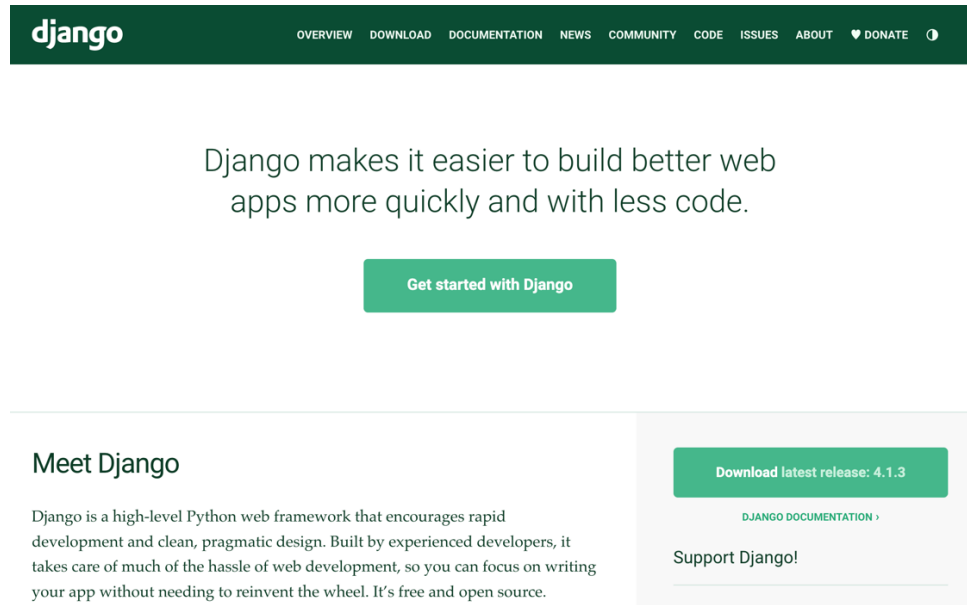 django
OVERVIEW DOWNLOAD DOCUMENTATION NEWS COMMUNITY CODE ISSUES ABOUT ♥ DONATE
Django makes it easier to build better web
apps more quickly and with less code.
Get started with Django
Meet Django
Django is a high-level Python web framework that encourages rapid
development and clean, pragmatic design. Built by experienced developers, it
takes care of much of the hassle of web development, so you can focus on writing
your app without needing to reinvent the wheel. It’s free and open source.
Download latest release: 4.1.3
DJANGO DOCUMENTATION ›
Support Django!